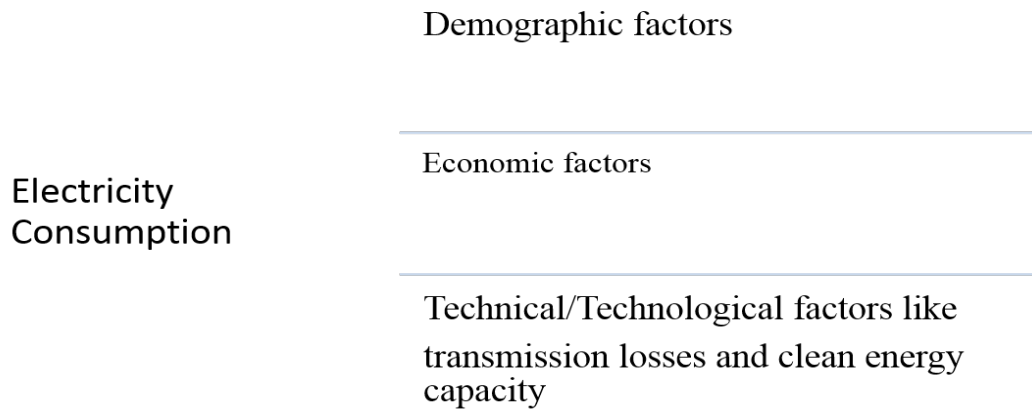 Demographic factors
Economic factors
Electricity
Consumption
Technical/Technological factors like
transmission losses and clean energy
capacity